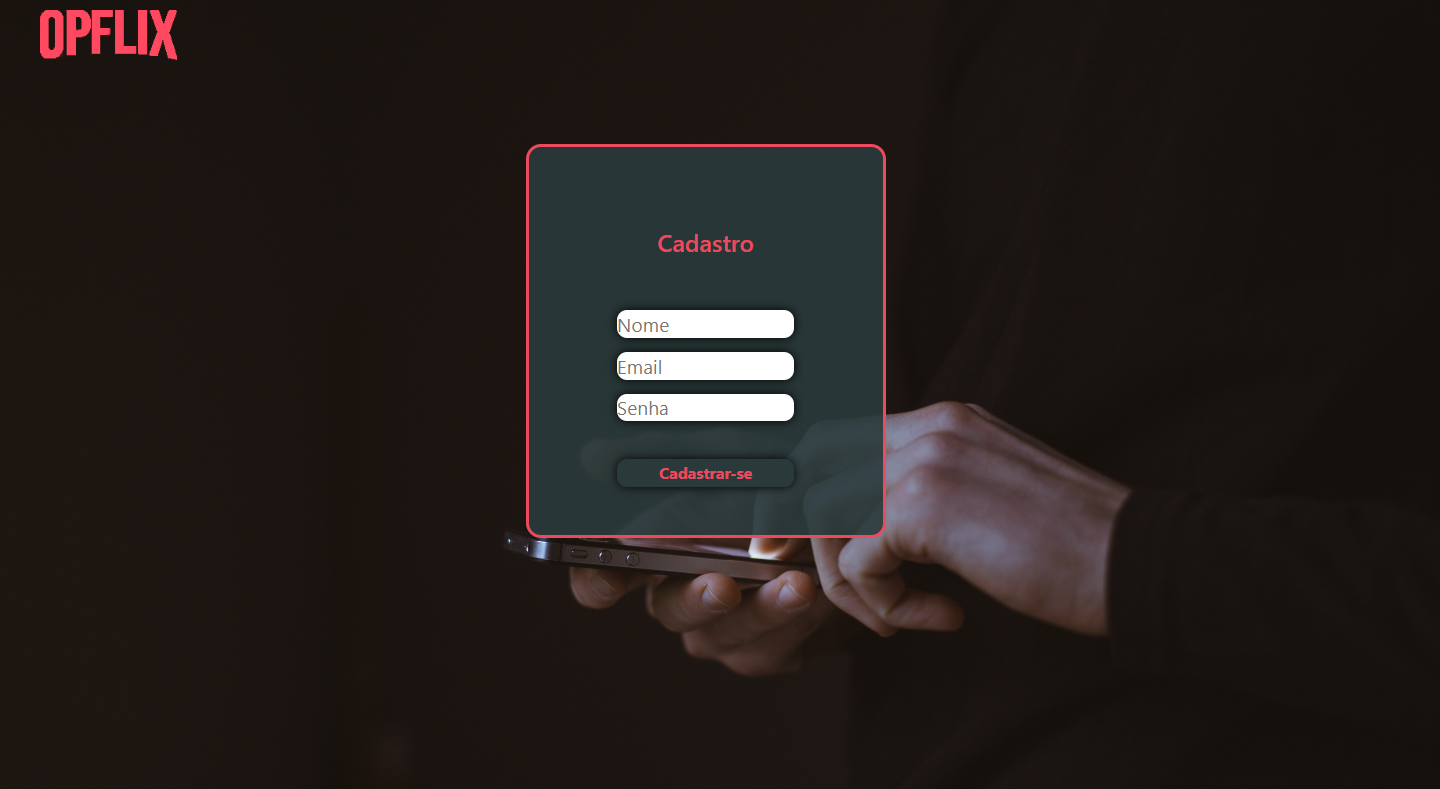 OPFLIX
Cadastro
Nome
Email
Senha
Cadastrar-se